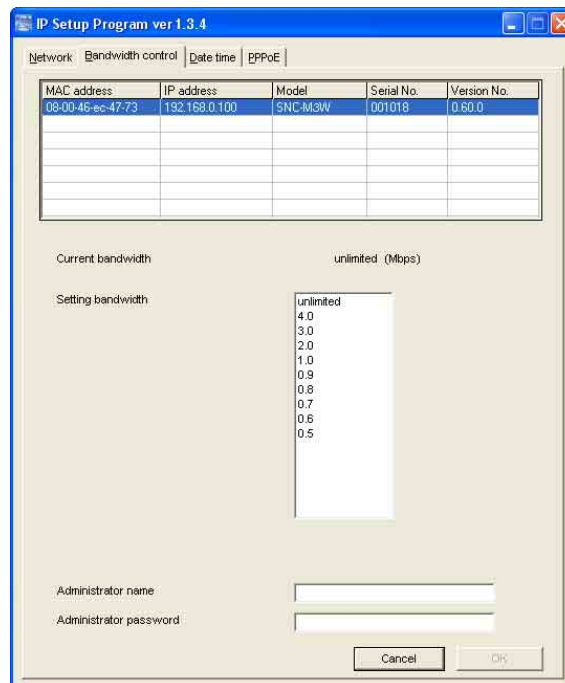 IP Setup Program ver 1.3.4
Network Bandwidth control Date time PPPoE
MAC address IP address Model Serial No. Version No.
08-00-46-ec-47-73 192.168.0.100 SNC-M3W 001018 0.60.0
Current bandwidth unlimited (Mbps)
Setting bandwidth unlimited
4.0
3.0
2.0
1.0
0.9
0.8
0.7
0.6
0.5
Administrator name
Administrator password
Cancel OK